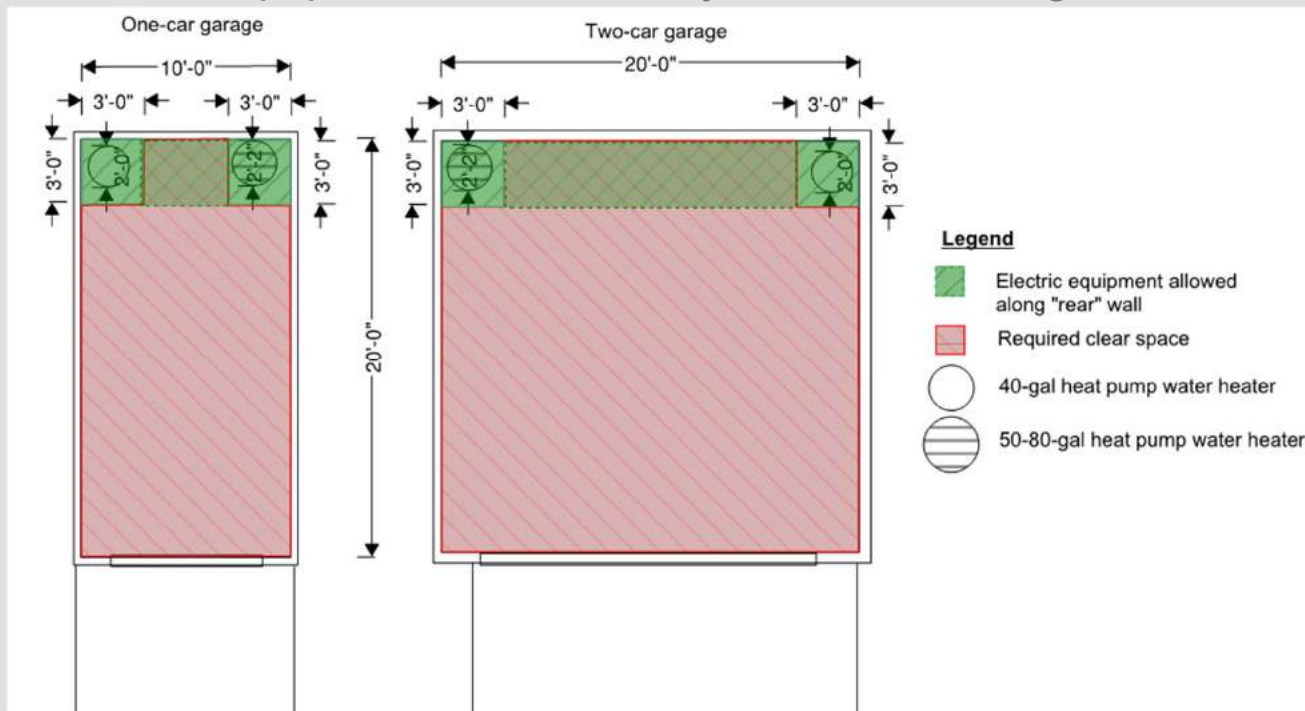 One-car garage
Two-car garage
10'-0"
20'-0"
3'-0"
3'-0"
3'-0"
3'-0"
3'-0"
2'-0"
2'-2"
3'-0"
3'-0"
2'-2"
2'-0"
3'-0"
20'-0"
Legend
Electric equipment allowed
along "rear" wall
Required clear space
40-gal heat pump water heater
50-80-gal heat pump water heater